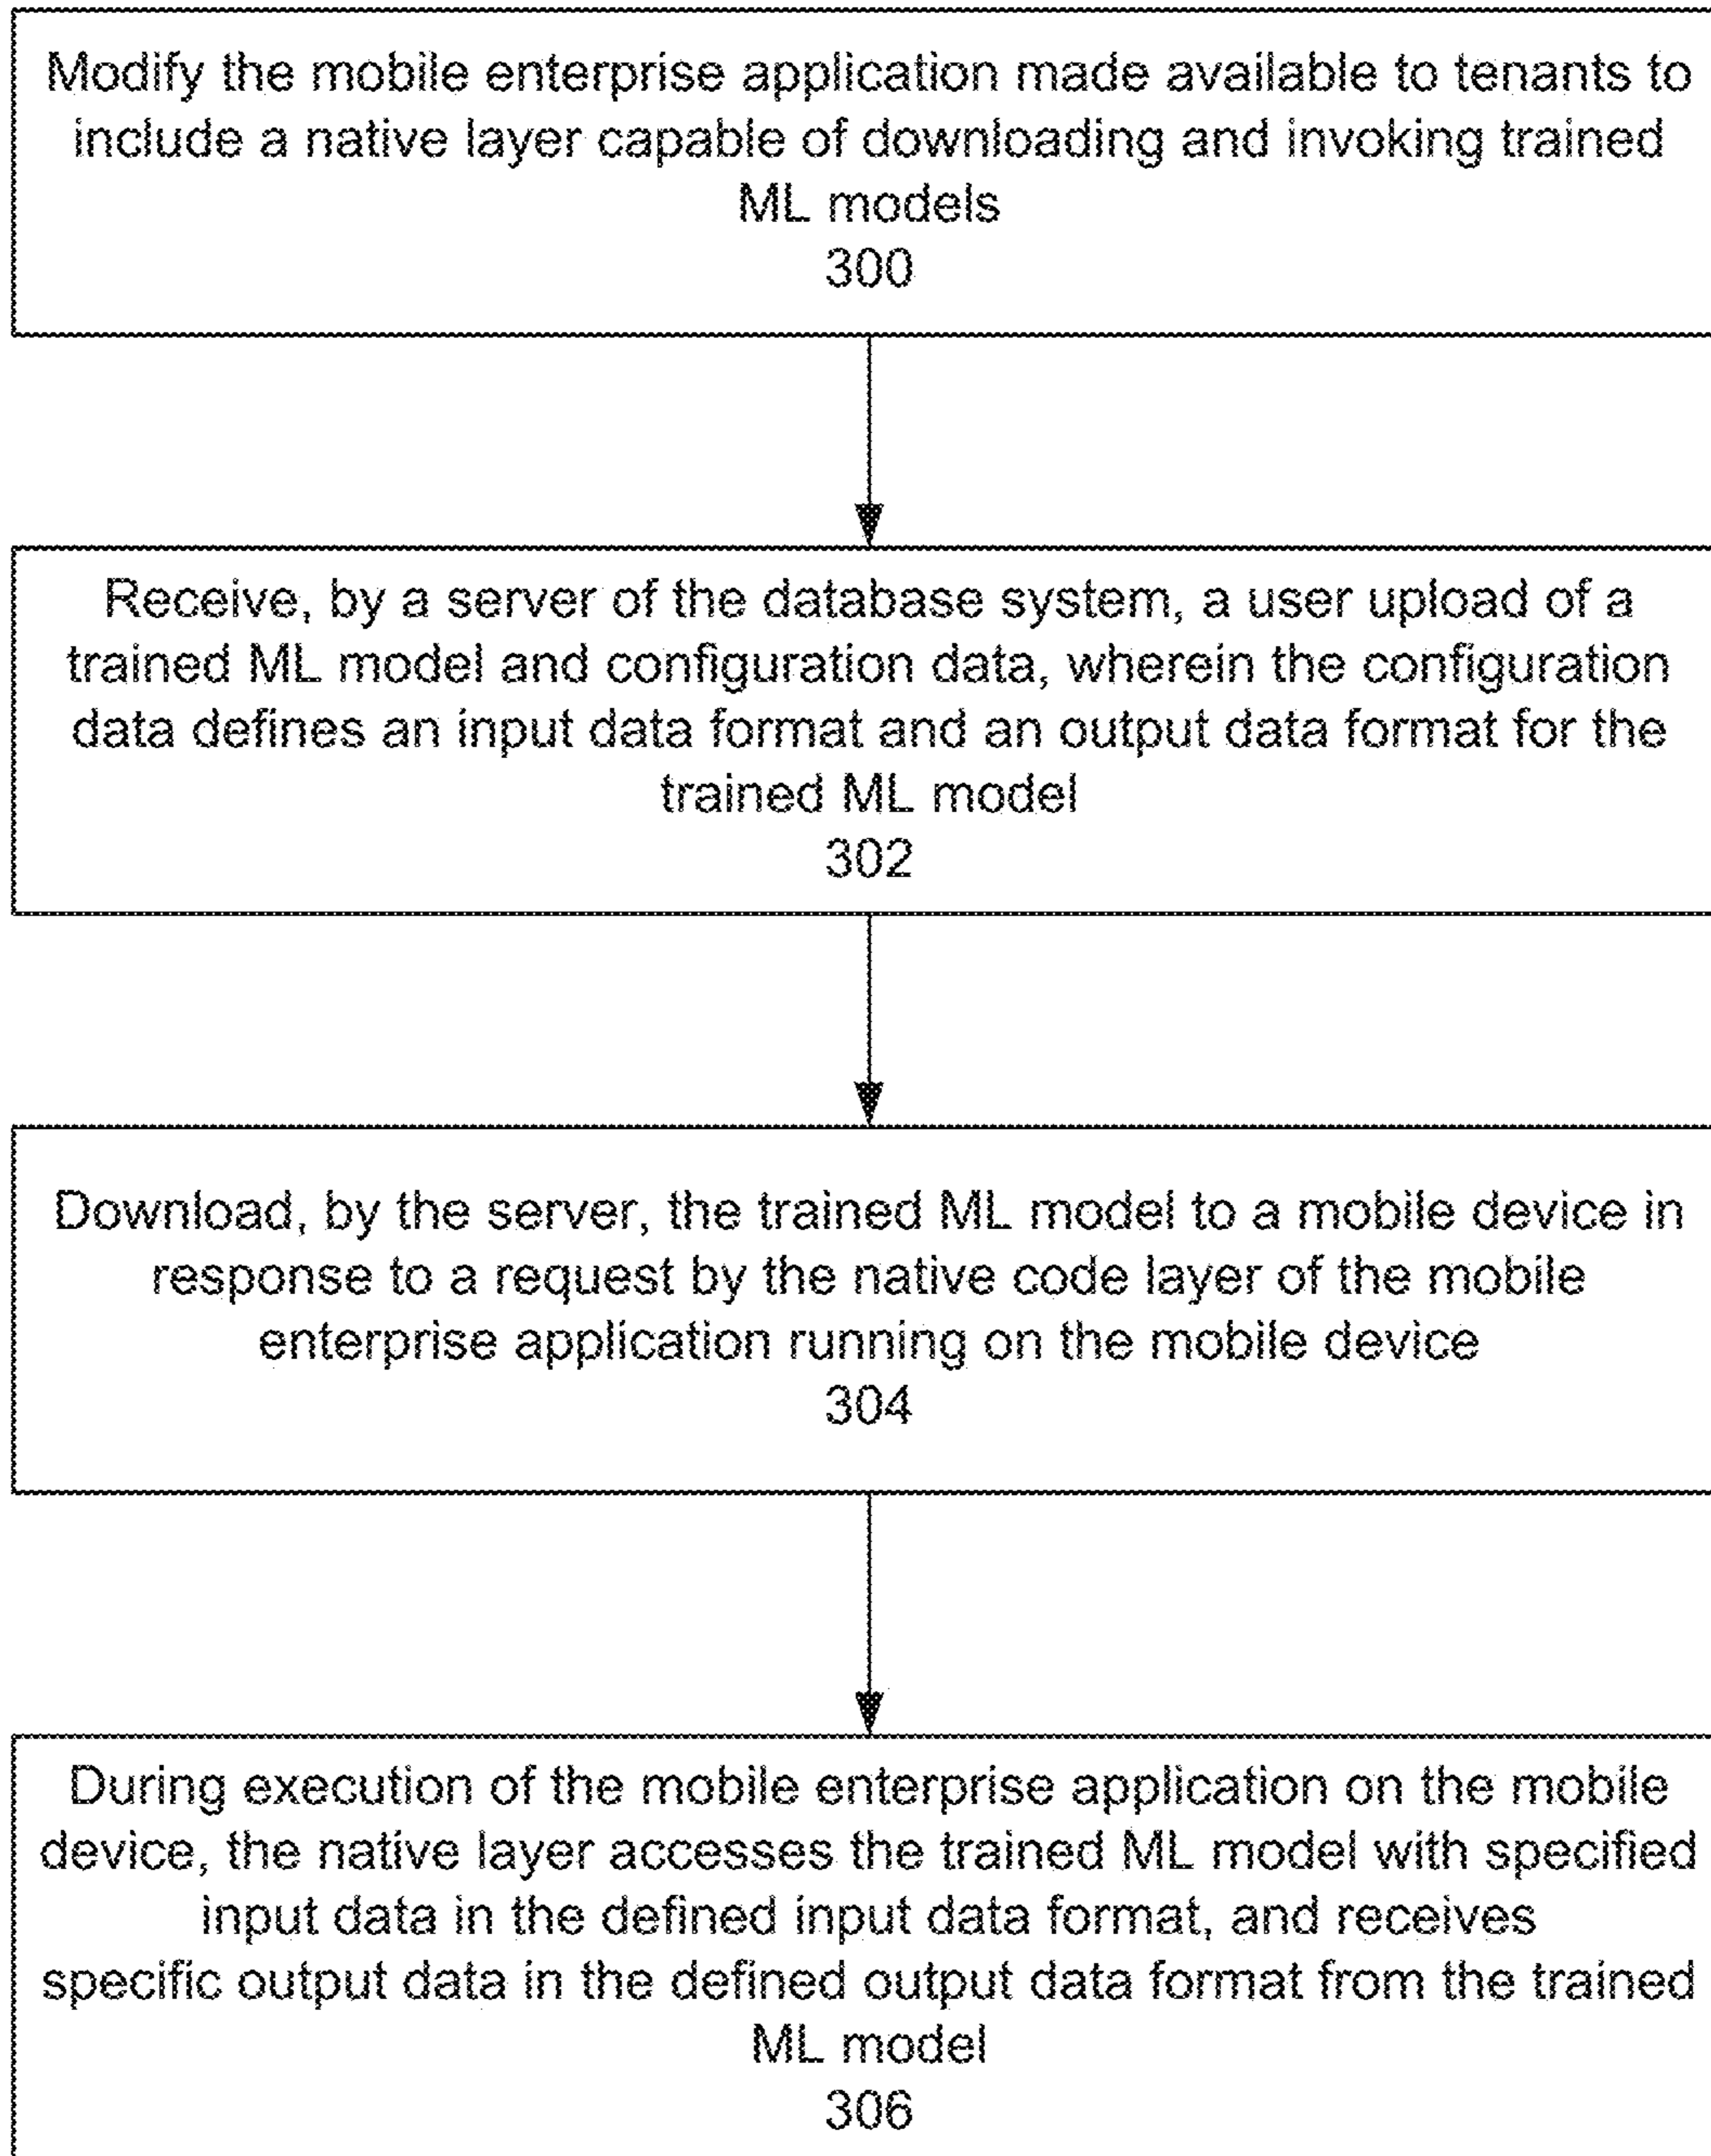 Modify the mobile enterprise application made available to tenants to
include a native layer capable of downloading and invoking trained
ML models
300
Receive, by a server of the database system, a user upload of a
trained ML model and configuration data, wherein the configuration
data defines an input data format and an output data format for the
trained ML model
302
Download, by the server, the trained ML model to a mobile device in
response to a request by the native code layer of the mobile
enterprise application running on the mobile device
304
During execution of the mobile enterprise application on the mobile
device, the native layer accesses the trained ML model with specified
input data in the defined input data format, and receives
specific output data in the defined output data format from the trained
ML model
306